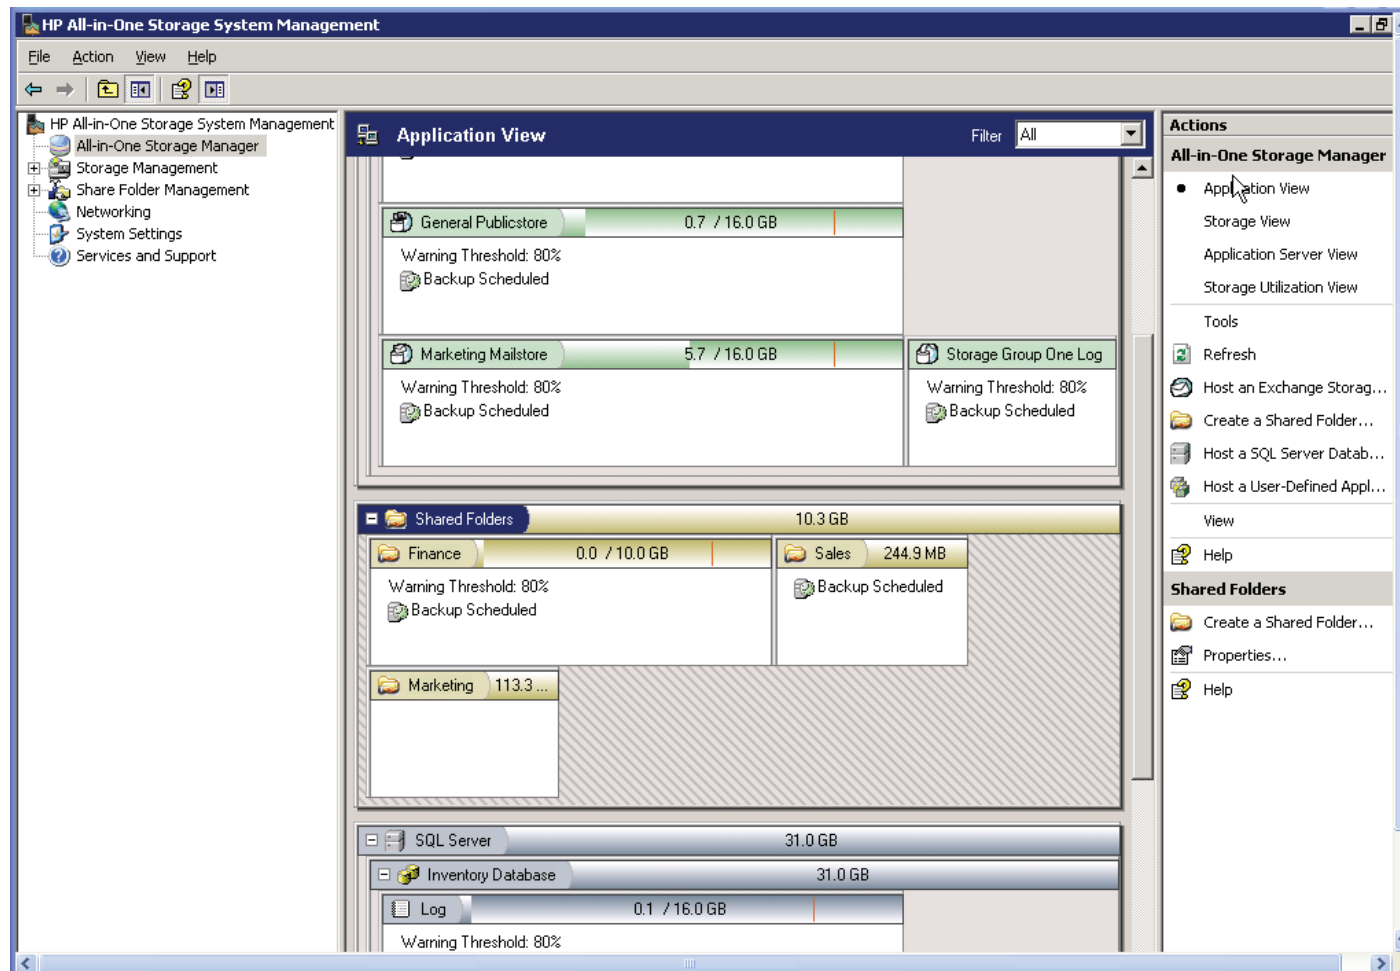 HP All-in-One Storage System Management
File Action View Help
HP All-in-One Storage System Management
All-in-One Storage Manager
Storage Management
Share Folder Management
Networking
System Settings
Services and Support
Application View
Filter All
General Publicstore 0.7 / 16.0 GB
Warning Threshold: 80%
Backup Scheduled
Marketing Mailstore 5.7 / 16.0 GB
Warning Threshold: 80%
Backup Scheduled
Storage Group One Log
Warning Threshold: 80%
Backup Scheduled
Shared Folders 10.3 GB
Finance 0.0 / 10.0 GB
Warning Threshold: 80%
Backup Scheduled
Sales 244.9 MB
Backup Scheduled
Marketing 113.3 ...
SQL Server 31.0 GB
Inventory Database 31.0 GB
Log 0.1 / 16.0 GB
Warning Threshold: 80%
Actions
All-in-One Storage Manager
Application View
Storage View
Application Server View
Storage Utilization View
Tools
Refresh
Host an Exchange Storag...
Create a Shared Folder...
Host a SQL Server Datab...
Host a User-Defined Appl...
View
Help
Shared Folders
Create a Shared Folder...
Properties...
Help